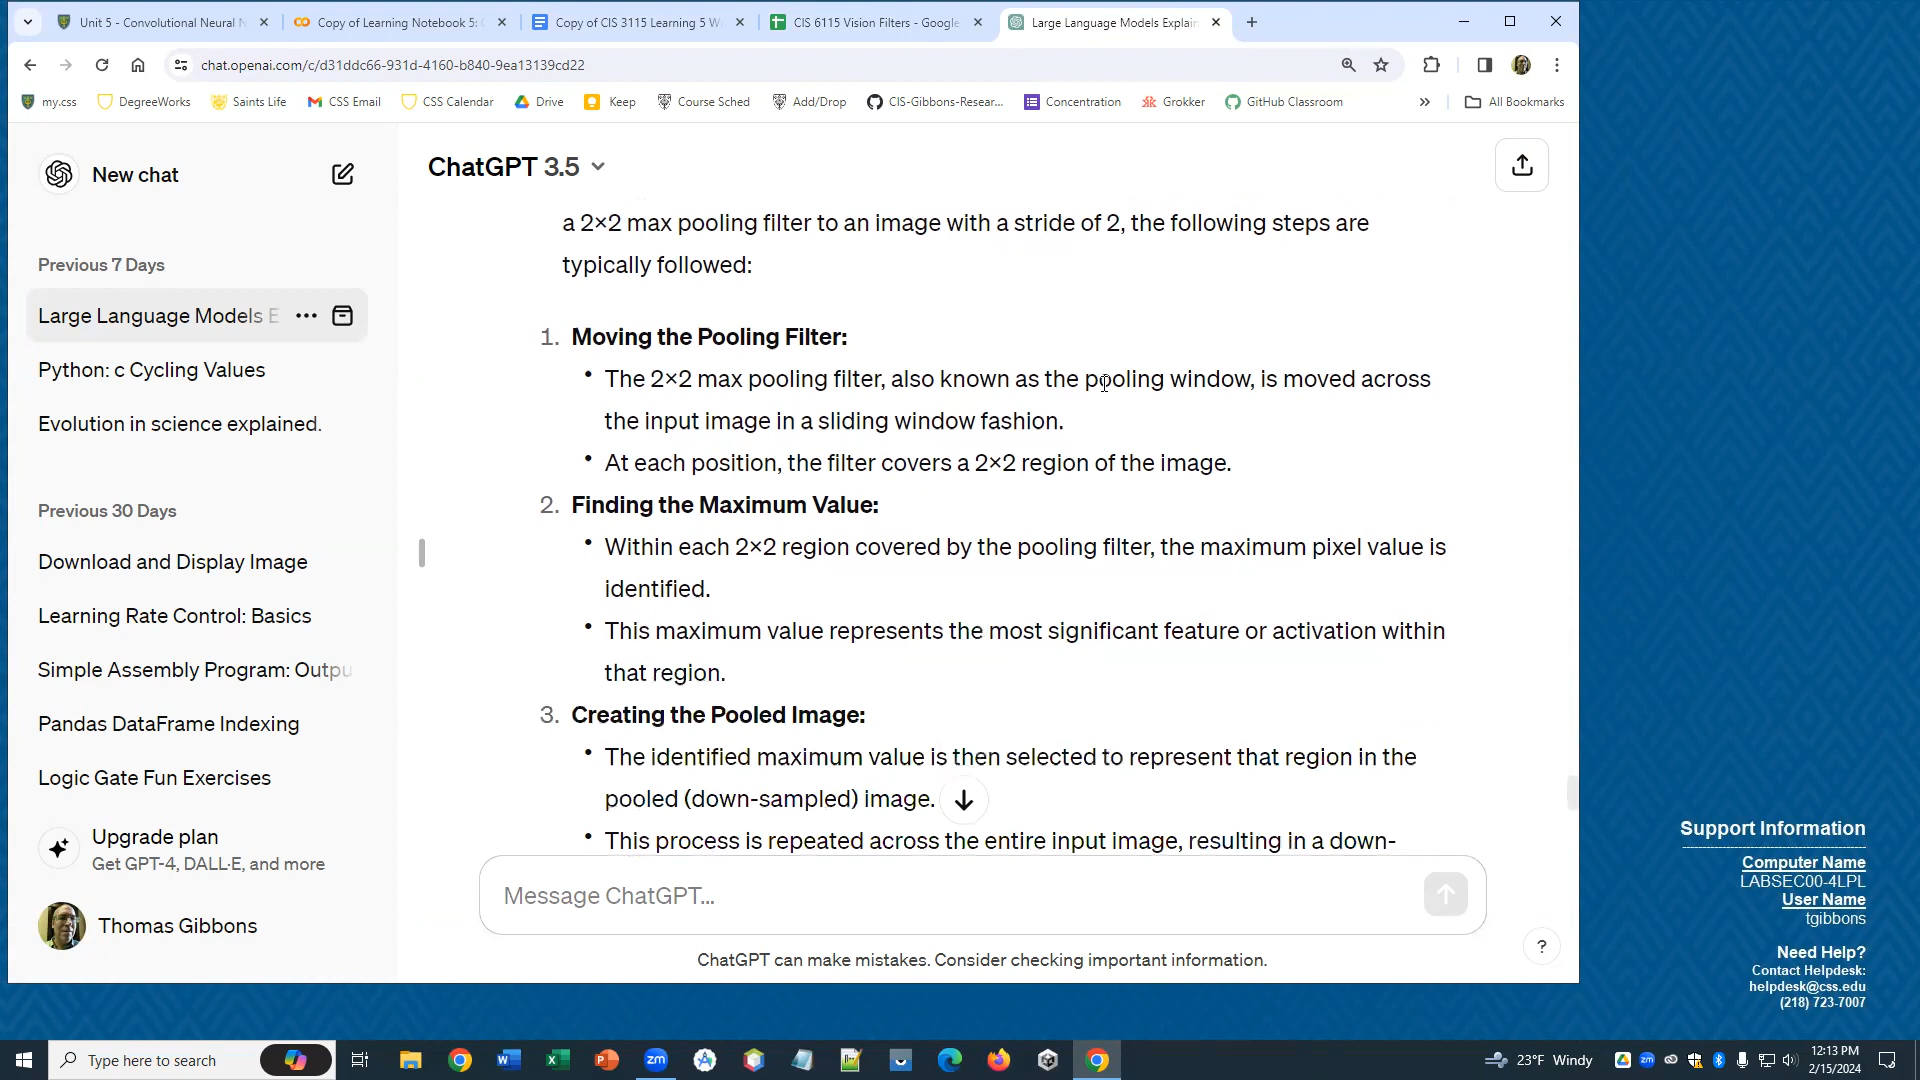 Unit 5 - Convolutional Neural N
Copy of Learning Notebook 5: C
Copy of CIS 3115 Learning 5 W
CIS 6115 Vision Filters - Google
Large Language Models Explain
chat.openai.com/c/d31ddc66-931d-4160-b840-9ea13139cd22
my.css
DegreeWorks
Saints Life
CSS Email
CSS Calendar
Drive
Keep
Course Sched
Add/Drop
CIS-Gibbons-Resear...
Concentration
Grokker
GitHub Classroom
»
All Bookmarks
New chat
Previous 7 Days
Large Language Models E
Python: c Cycling Values
Evolution in science explained.
Previous 30 Days
Download and Display Image
Learning Rate Control: Basics
Simple Assembly Program: Outpu
Pandas DataFrame Indexing
Logic Gate Fun Exercises
Upgrade plan
Get GPT-4, DALL·E, and more
Thomas Gibbons
ChatGPT 3.5
a 2×2 max pooling filter to an image with a stride of 2, the following steps are
typically followed:
1. Moving the Pooling Filter:
• The 2×2 max pooling filter, also known as the pooling window, is moved across
the input image in a sliding window fashion.
• At each position, the filter covers a 2×2 region of the image.
2. Finding the Maximum Value:
• Within each 2×2 region covered by the pooling filter, the maximum pixel value is
identified.
• This maximum value represents the most significant feature or activation within
that region.
3. Creating the Pooled Image:
• The identified maximum value is then selected to represent that region in the
pooled (down-sampled) image.
• This process is repeated across the entire input image, resulting in a down-
Message ChatGPT...
ChatGPT can make mistakes. Consider checking important information.
?
Support Information
Computer Name
LABSEC00-4LPL
User Name
tgibbons
Need Help?
Contact Helpdesk:
helpdesk@css.edu
(218) 723-7007
Type here to search
23°F Windy
12:13 PM
2/15/2024